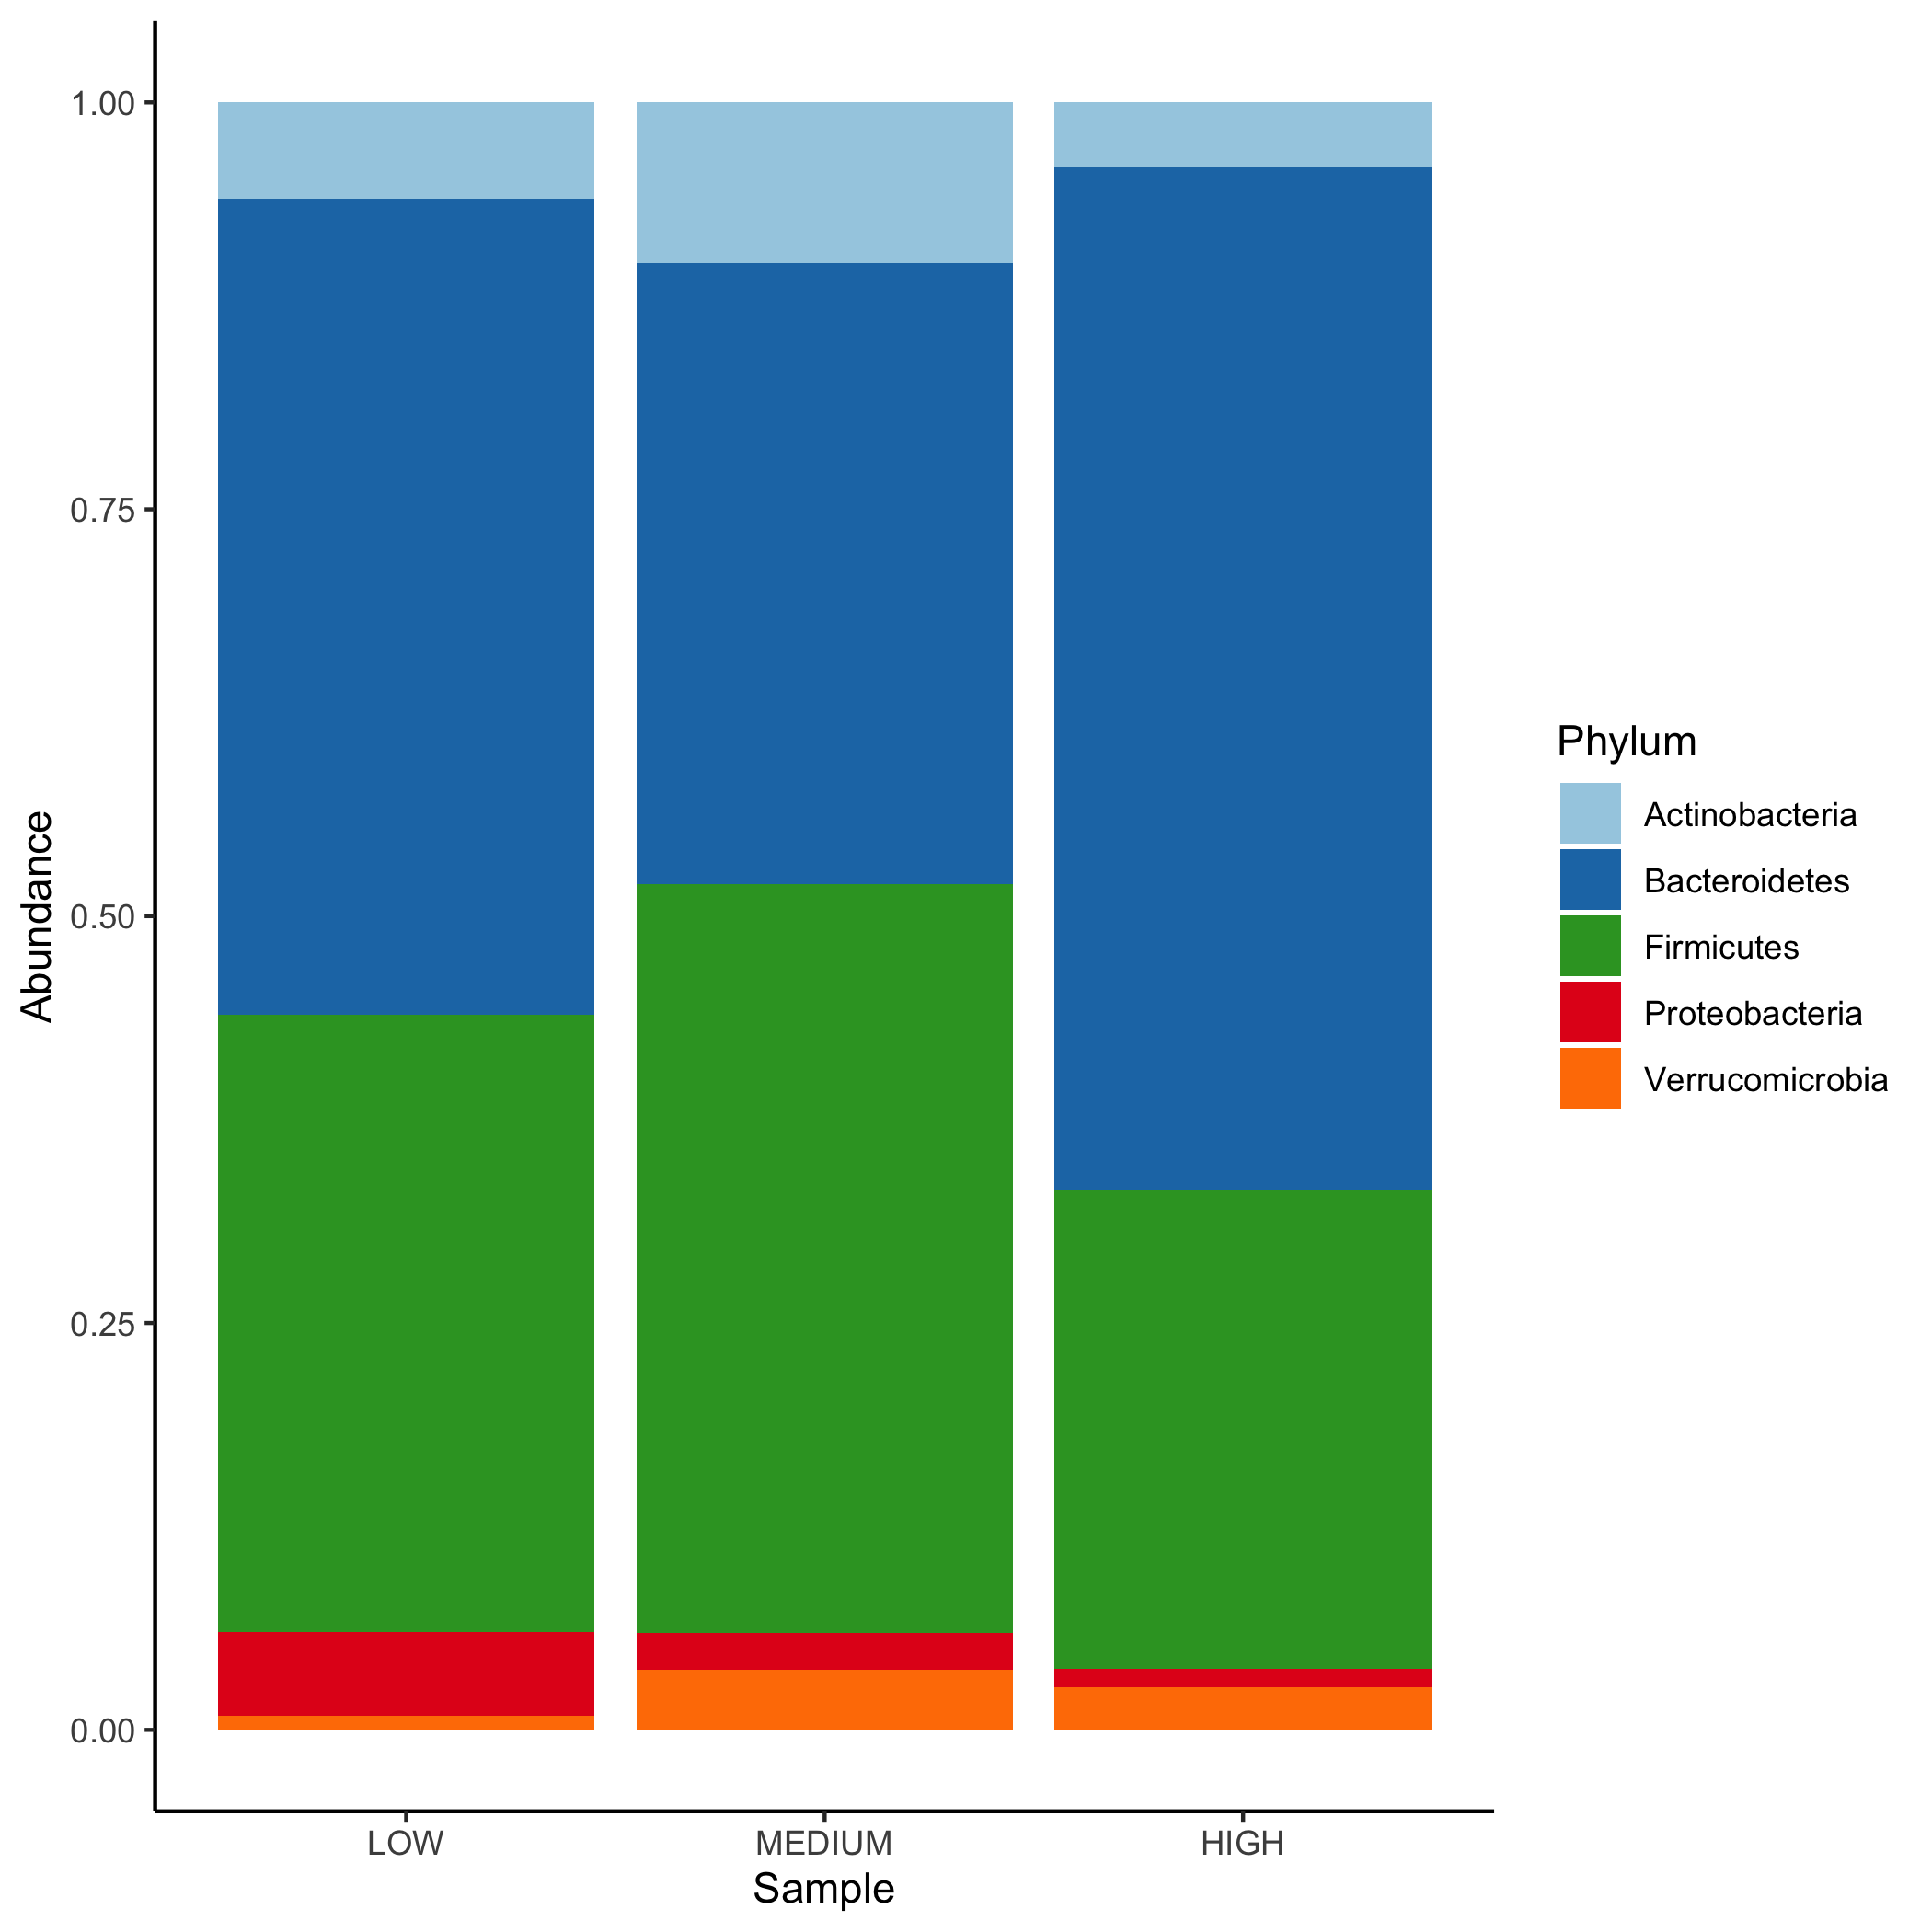 Abundance
1.00
0.75
0.50
0.25
0.00
LOW MEDIUM HIGH
Sample
Phylum
Actinobacteria
Bacteroidetes
Firmicutes
Proteobacteria
Verrucomicrobia